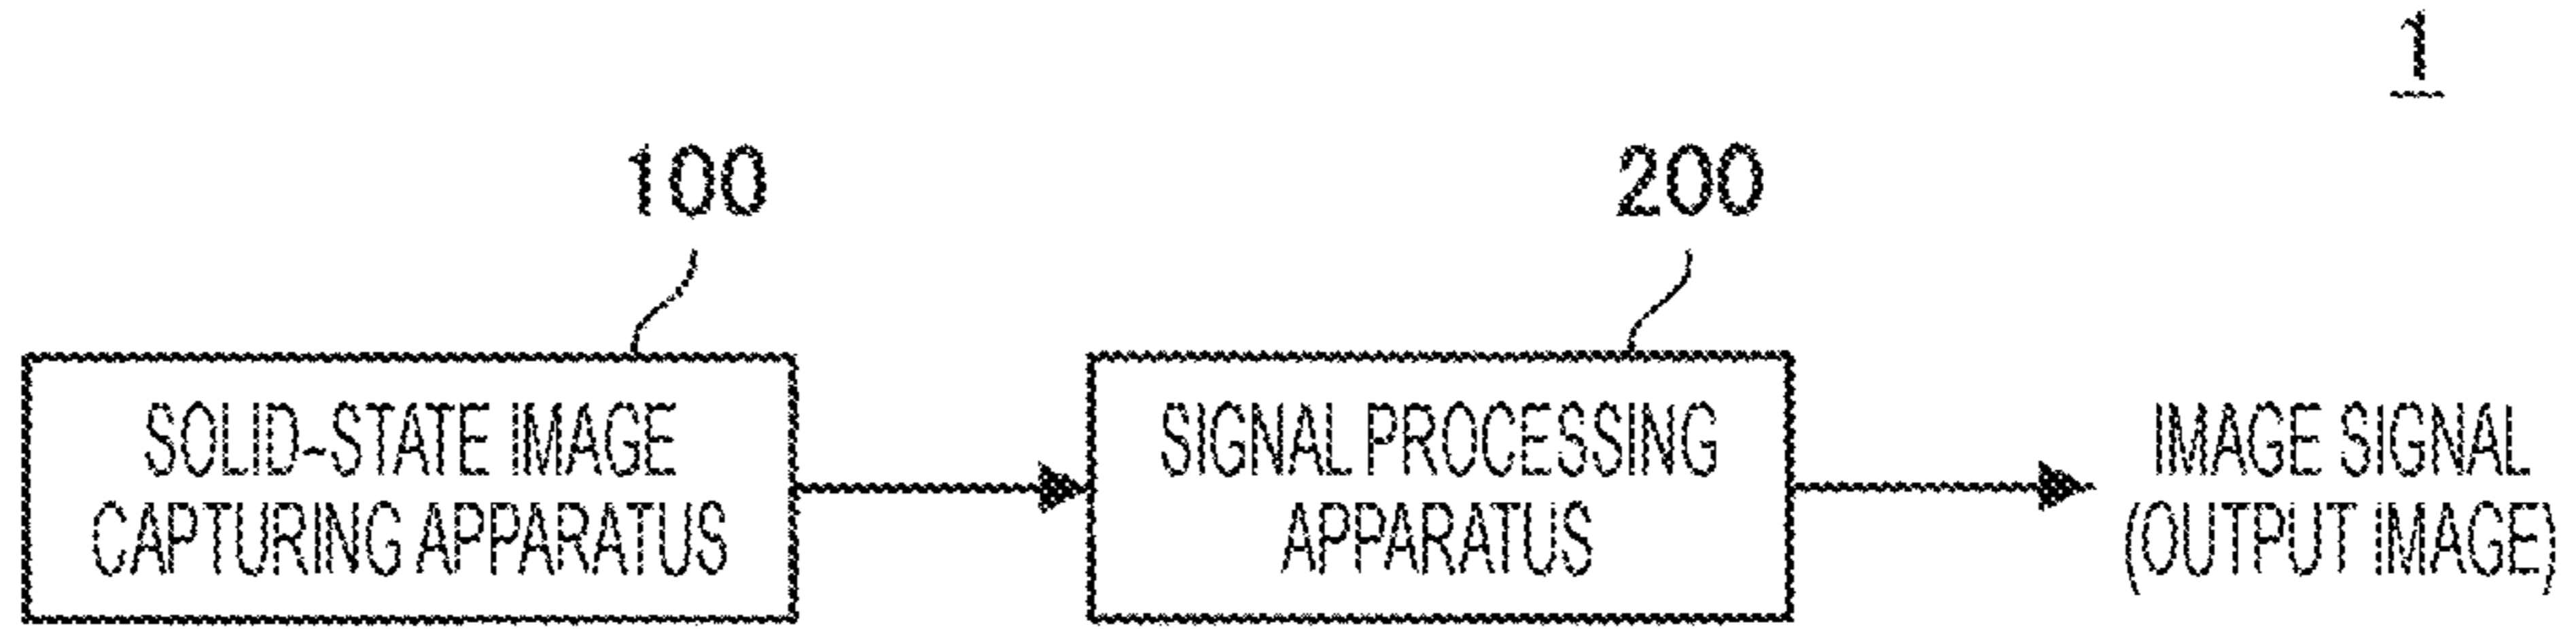 1
100
200
SOLID-STATE IMAGE
CAPTURING APPARATUS
SIGNAL PROCESSING
APPARATUS
IMAGE SIGNAL
(OUTPUT IMAGE)